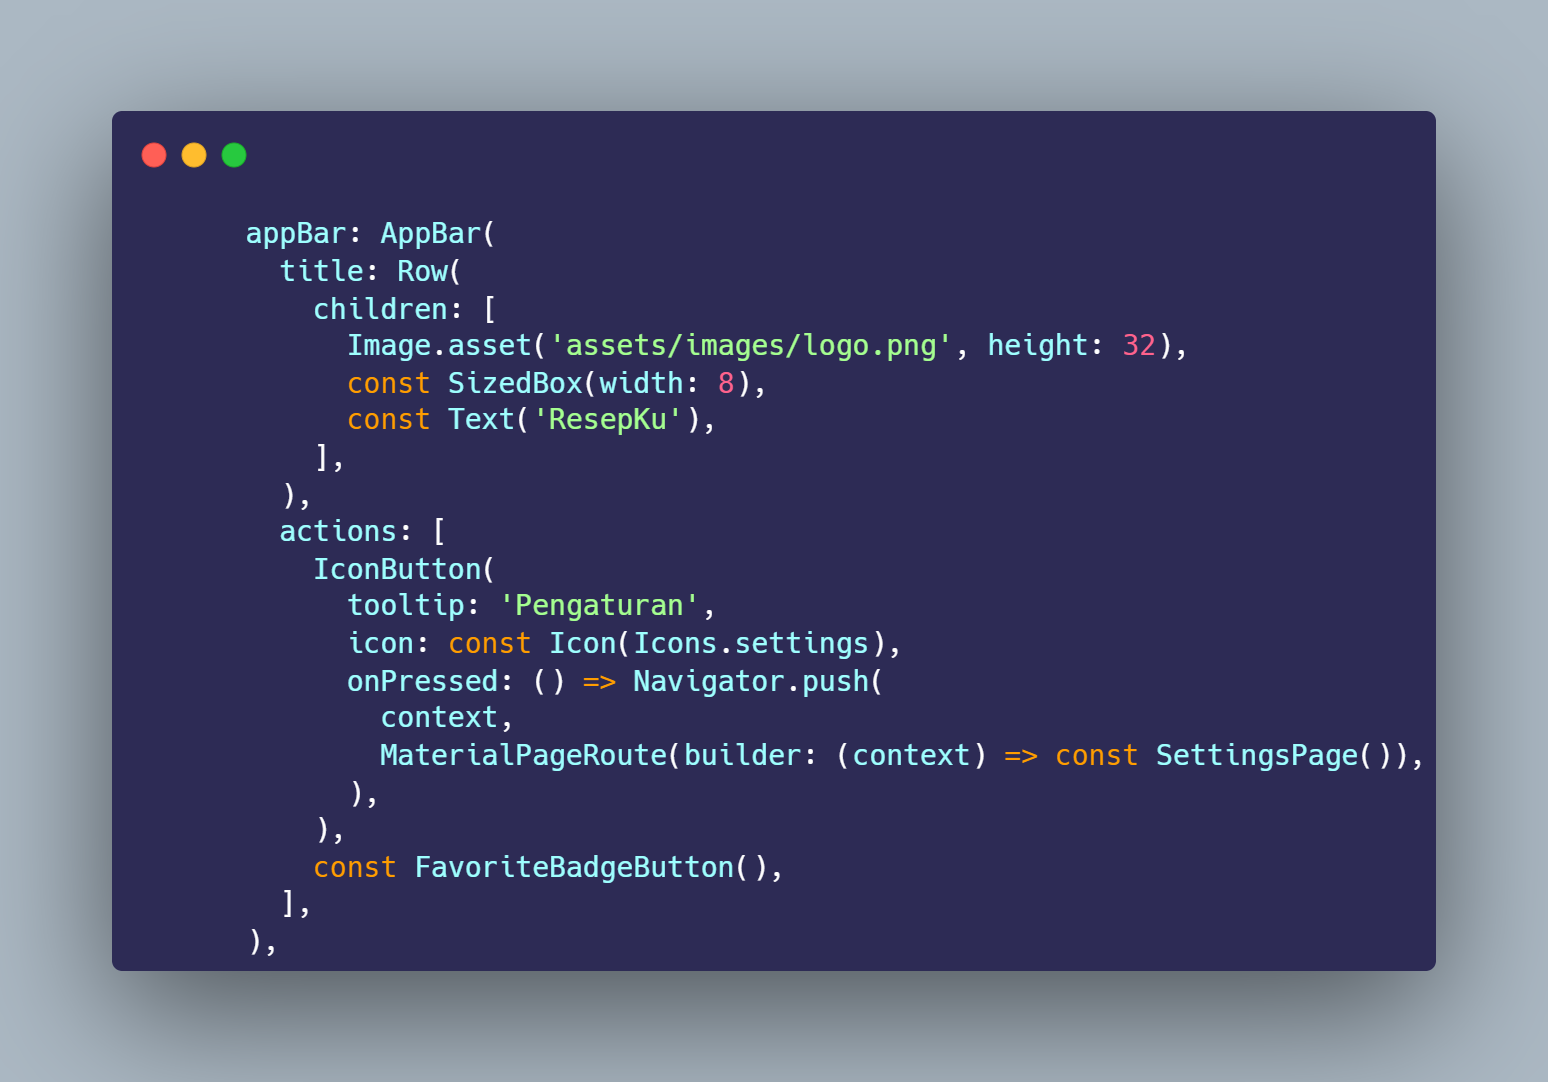 appBar: AppBar(
  title: Row(
    children: [
      Image.asset('assets/images/logo.png', height: 32),
      const SizedBox(width: 8),
      const Text('ResepKu'),
    ],
  ),
  actions: [
    IconButton(
      tooltip: 'Pengaturan',
      icon: const Icon(Icons.settings),
      onPressed: () => Navigator.push(
        context,
        MaterialPageRoute(builder: (context) => const SettingsPage()),
      ),
    ),
    const FavoriteBadgeButton(),
  ],
),